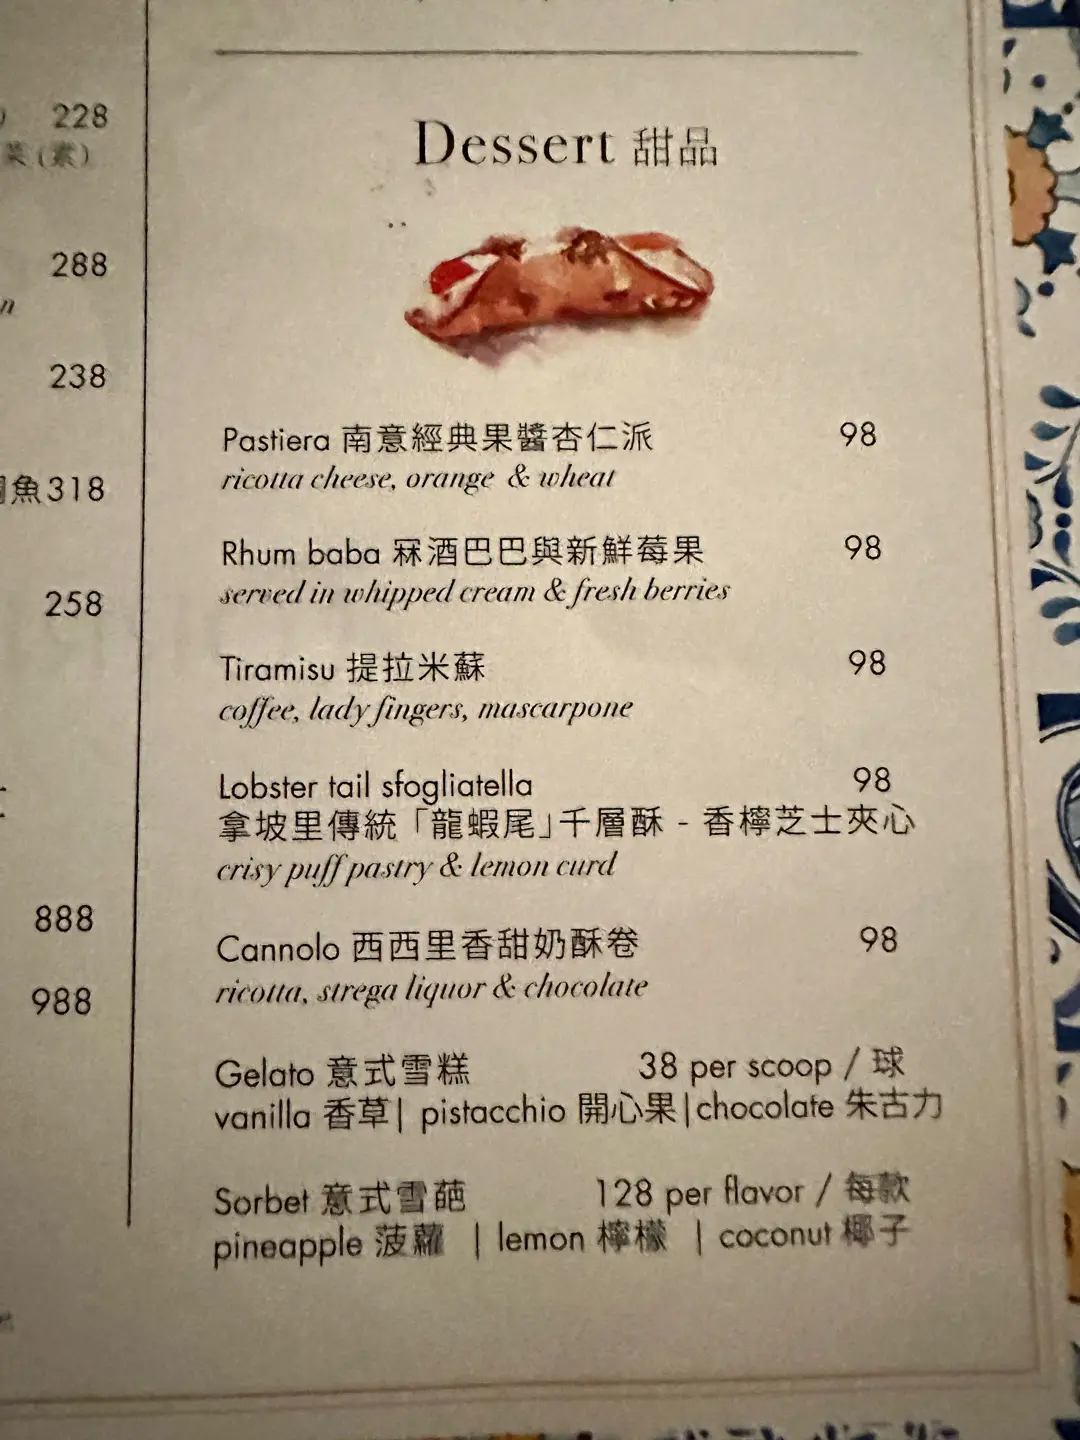 228
菜(素)
288
n
238
魚318
258
888
988
Dessert 甜品
Pastiera 南意經典果醬杏仁派 98
ricotta cheese, orange & wheat
Rhum baba 冧酒巴巴與新鮮莓果 98
served in whipped cream & fresh berries
Tiramisu 提拉米蘇 98
coffee, lady fingers, mascarpone
Lobster tail sfogliatella 98
拿坡里傳統「龍蝦尾」千層酥 - 香檸芝士夾心
crisy puff pastry & lemon curd
Cannolo 西西里香甜奶酥卷 98
ricotta, strega liquor & chocolate
Gelato 意式雪糕 38 per scoop / 球
vanilla 香草| pistacchio 開心果|chocolate 朱古力
Sorbet 意式雪葩 128 per flavor / 每款
pineapple 菠蘿 | lemon 檸檬 | coconut 椰子